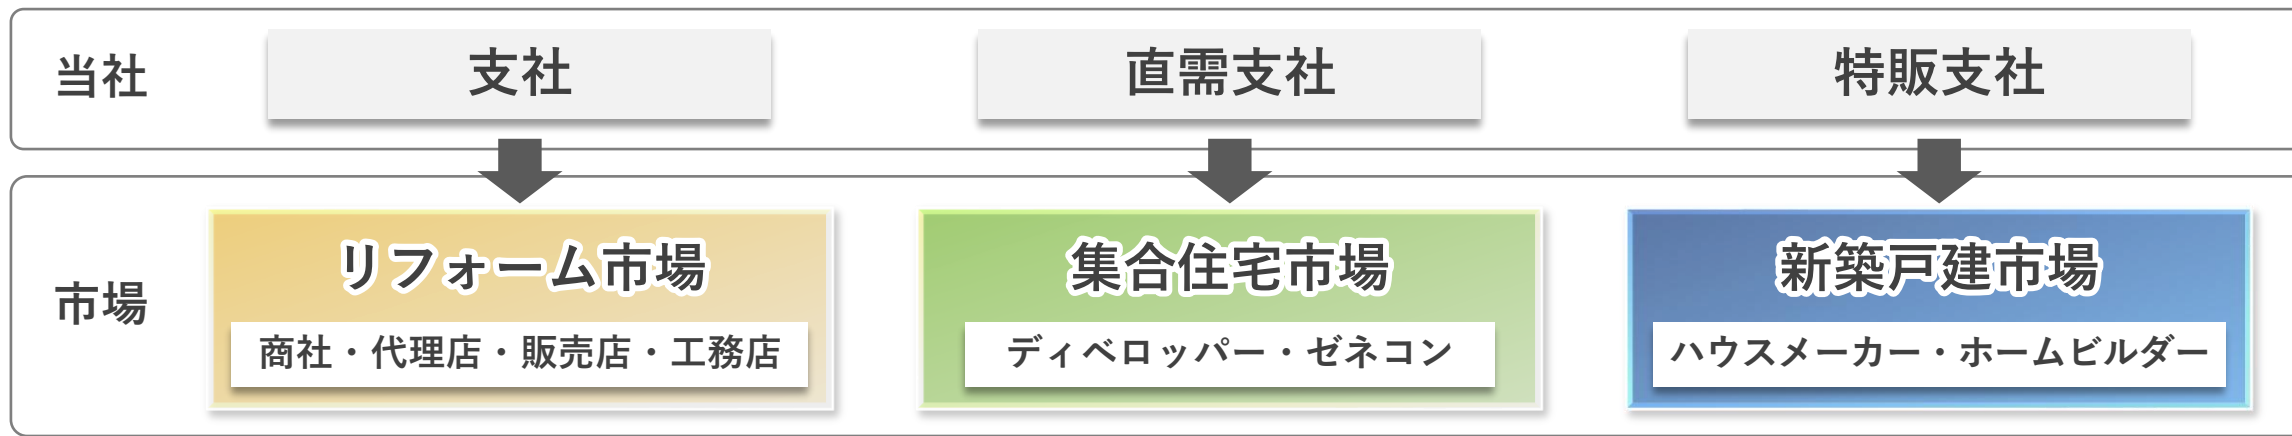 当社
支社
直需支社
特販支社
市場
リフォーム市場
商社・代理店・販売店・工務店
集合住宅市場
ディベロッパー・ゼネコン
新築戸建市場
ハウスメーカー・ホームビルダー